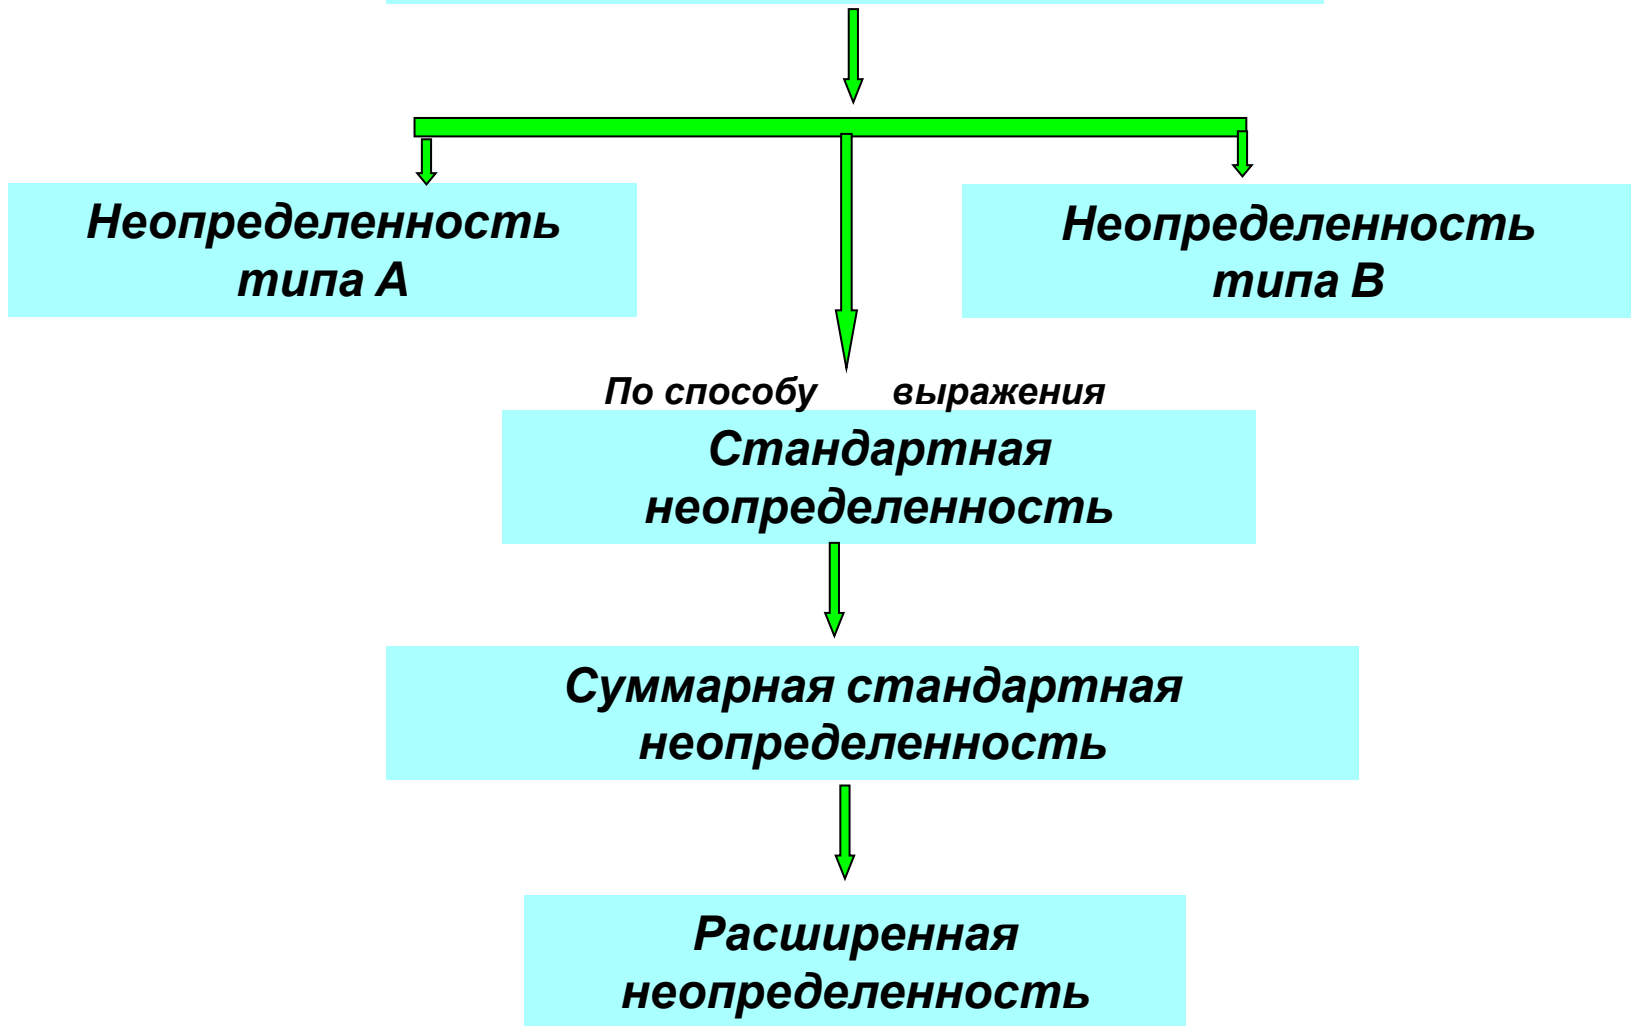 Неопределенность
типа А
Неопределенность
типа В
По способу выражения
Стандартная
неопределенность
Суммарная стандартная
неопределенность
Расширенная
неопределенность